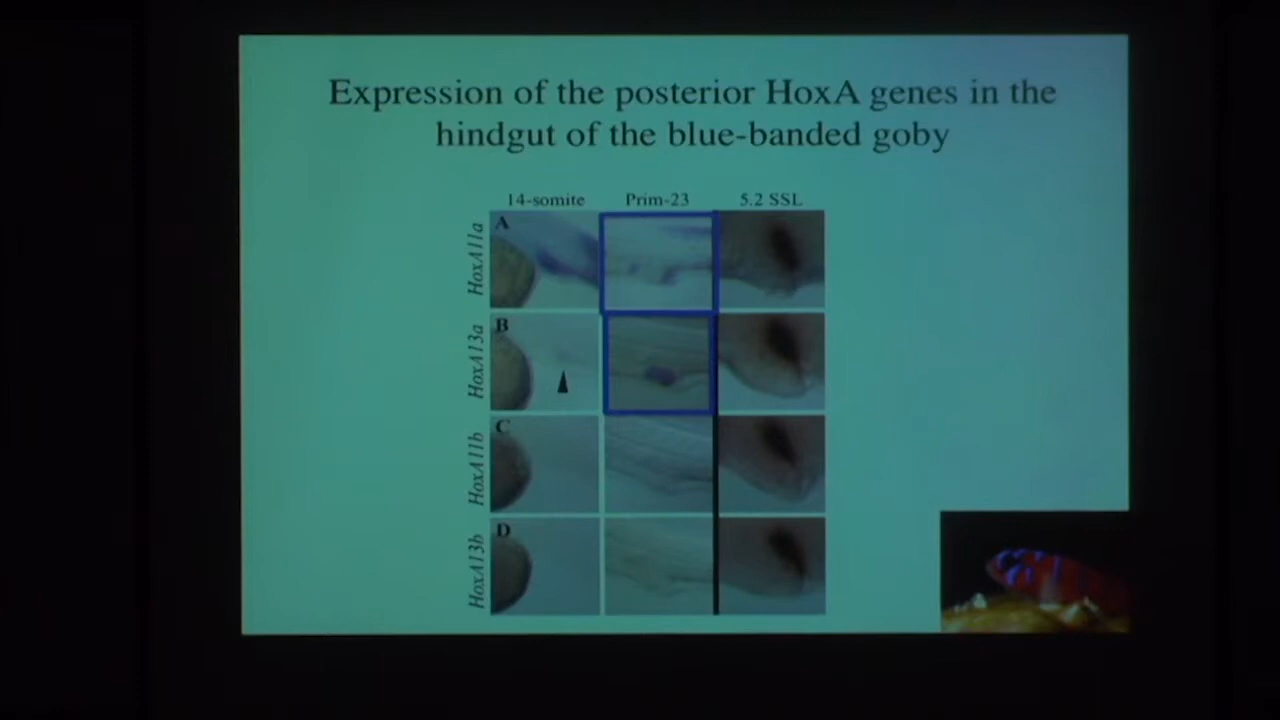 Expression of the posterior HoxA genes in the
hindgut of the blue-banded goby
14-somite Prim-23 5.2 SSL
HoxA11a
A
HoxA13a
B
HoxA11b
C
HoxA13b
D